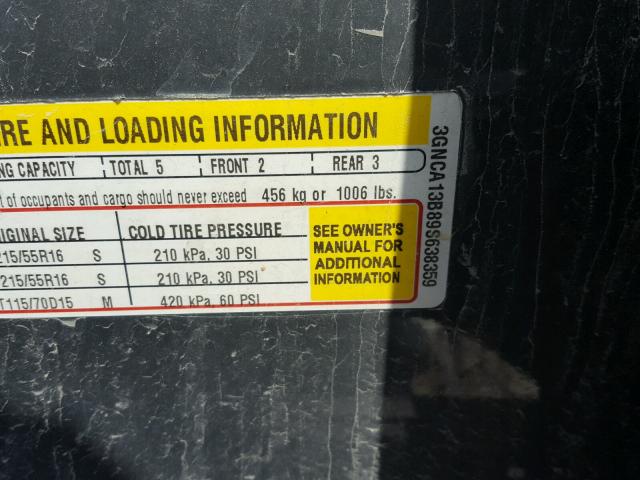 RE AND LOADING INFORMATION
NG CAPACITY TOTAL 5 FRONT 2 REAR 3
t of occupants and cargo should never exceed 456 kg or 1006 lbs.
RIGINAL SIZE COLD TIRE PRESSURE
215/55R16 S 210 kPa, 30 PSI
215/55R16 S 210 kPa, 30 PSI
T115/70D15 M 420 kPa, 60 PSI
SEE OWNER'S
MANUAL FOR
ADDITIONAL
INFORMATION
3GNCA13B89S638359